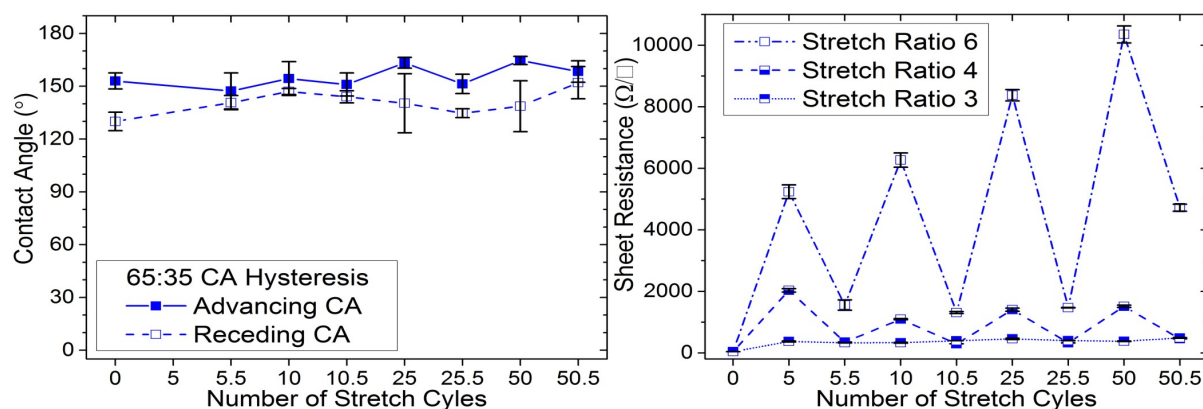 180
150
120
90
60
30
0
Contact Angle (°)
65:35 CA Hysteresis
Advancing CA
Receding CA
0 5 5.5 10 10.5 25 25.5 50 50.5
Number of Stretch Cyles
10000
8000
6000
4000
2000
0
Sheet Resistance (Ω/□)
Stretch Ratio 6
Stretch Ratio 4
Stretch Ratio 3
0 5 5.5 10 10.5 25 25.5 50 50.5
Number of Stretch Cyles